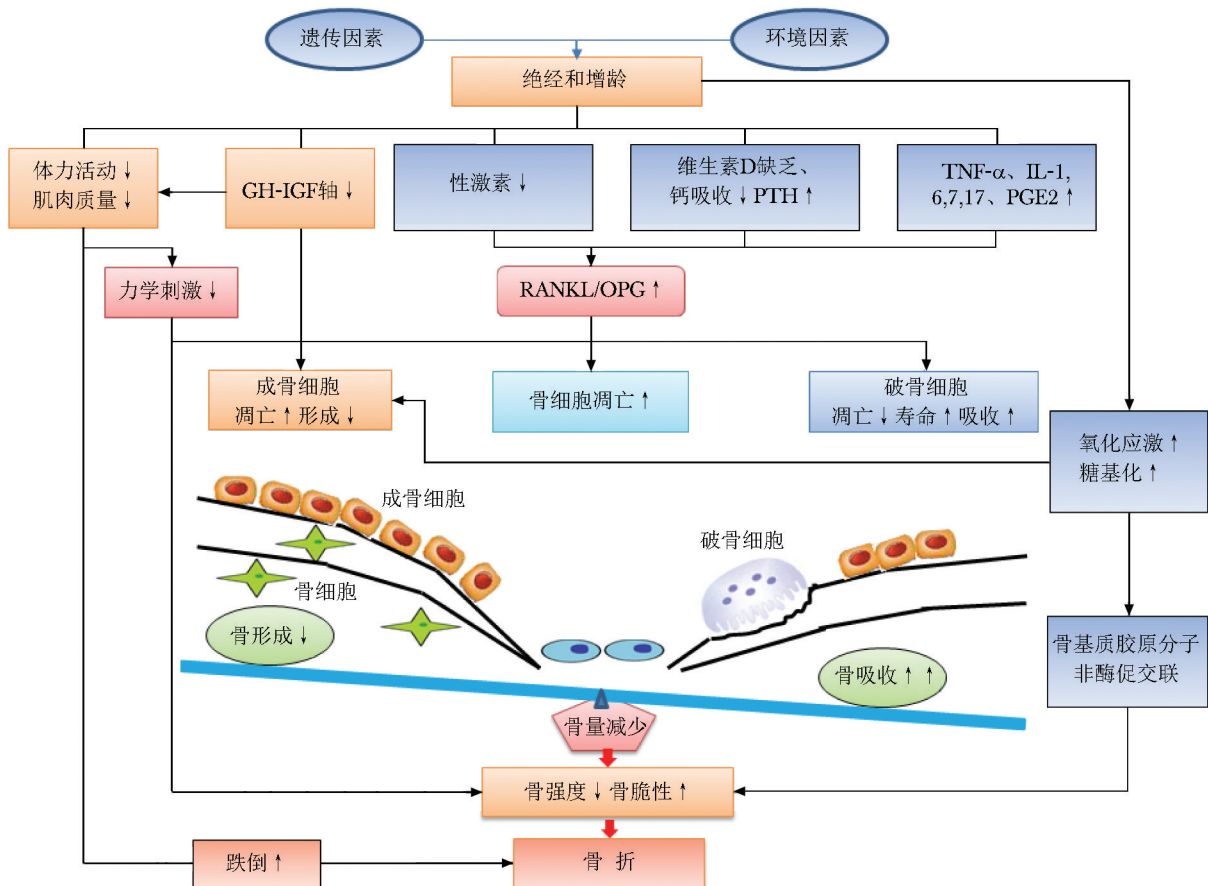 遗传因素
环境因素
绝经和增龄
体力活动↓
肌肉质量↓
GH-IGF轴↓
性激素↓
维生素D缺乏、
钙吸收↓PTH↑
TNF-α、IL-1,
6,7,17、PGE2↑
力学刺激↓
RANKL/OPG↑
成骨细胞
凋亡↑形成↓
骨细胞凋亡↑
破骨细胞
凋亡↓寿命↑吸收↑
氧化应激↑
糖基化↑
成骨细胞
破骨细胞
骨细胞
骨形成↓
骨吸收↑↑
骨基质胶原分子
非酶促交联
骨量减少
骨强度↓骨脆性↑
跌倒↑
骨 折